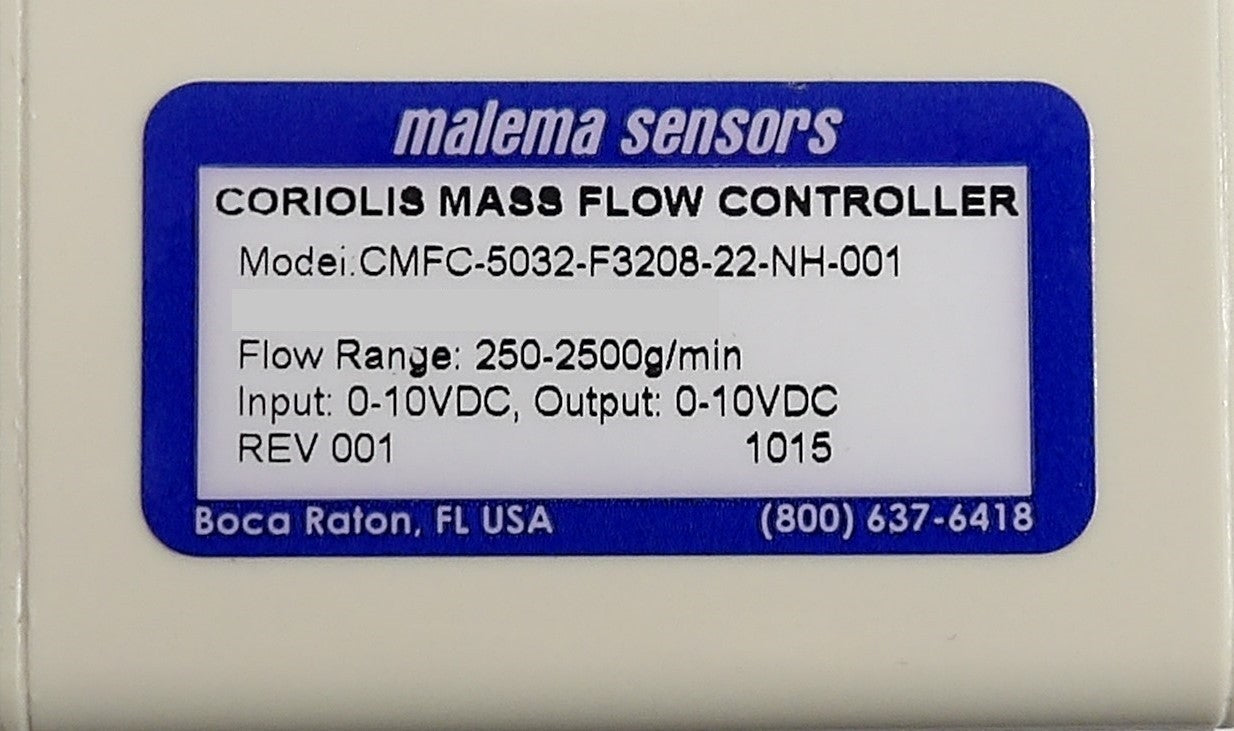 malema sensors
CORIOLIS MASS FLOW CONTROLLER
Model:CMFC-5032-F3208-22-NH-001
Flow Range: 250-2500g/min
Input: 0-10VDC, Output: 0-10VDC
REV 001 1015
Boca Raton, FL USA (800) 637-6418